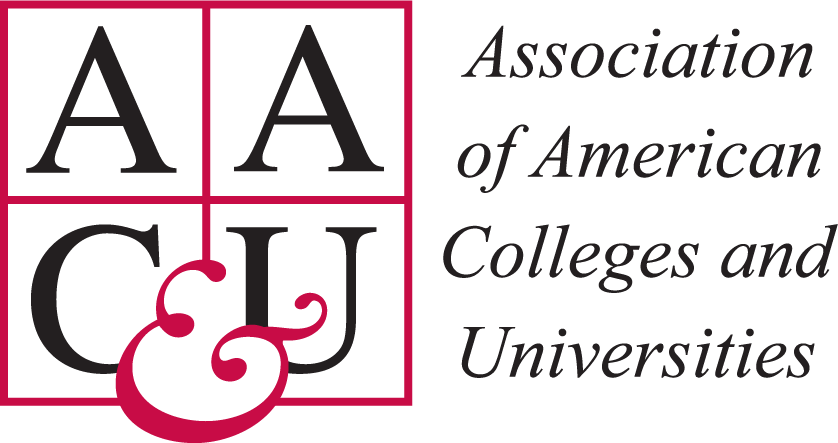 A A
C & U
Association
of American
Colleges and
Universities